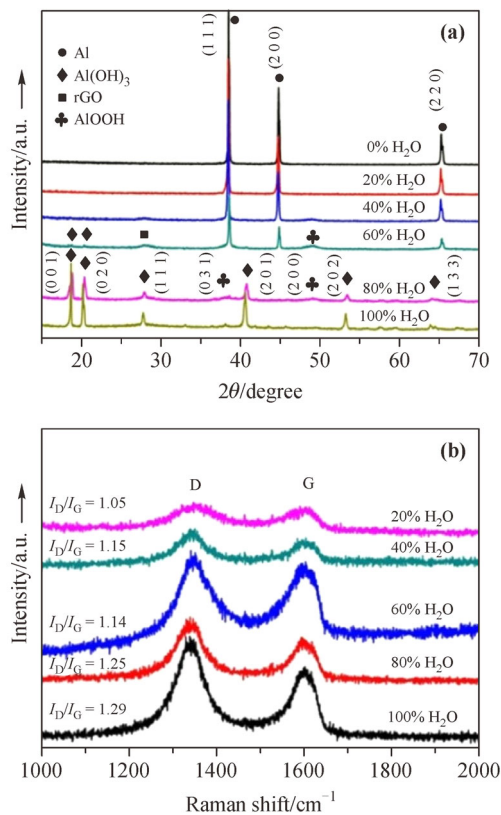 (a)
Al
Al(OH)3
rGO
AlOOH
(1 1 1)
(2 0 0)
(2 2 0)
0% H2O
20% H2O
40% H2O
60% H2O
80% H2O
100% H2O
(0 0 1)
(0 2 0)
(1 1 1)
(0 3 1)
(2 0 1)
(2 0 0)
(2 0 2)
(1 3 3)
Intensity/a.u.
20 30 40 50 60 70
2θ/degree
(b)
D G
ID/IG = 1.05
20% H2O
ID/IG = 1.15
40% H2O
ID/IG = 1.14
60% H2O
ID/IG = 1.25
80% H2O
ID/IG = 1.29
100% H2O
Intensity/a.u.
1000 1200 1400 1600 1800 2000
Raman shift/cm−1